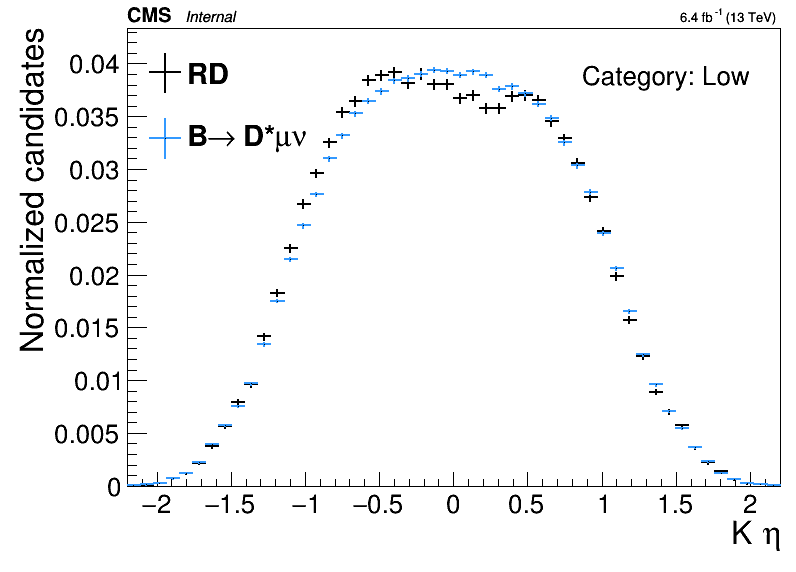 CMS Internal 6.4 fb⁻¹ (13 TeV)
Normalized candidates
0.04
0.035
0.03
0.025
0.02
0.015
0.01
0.005
0
RD
B→ D*μν
Category: Low
−2 −1.5 −1 −0.5 0 0.5 1 1.5 2
K η